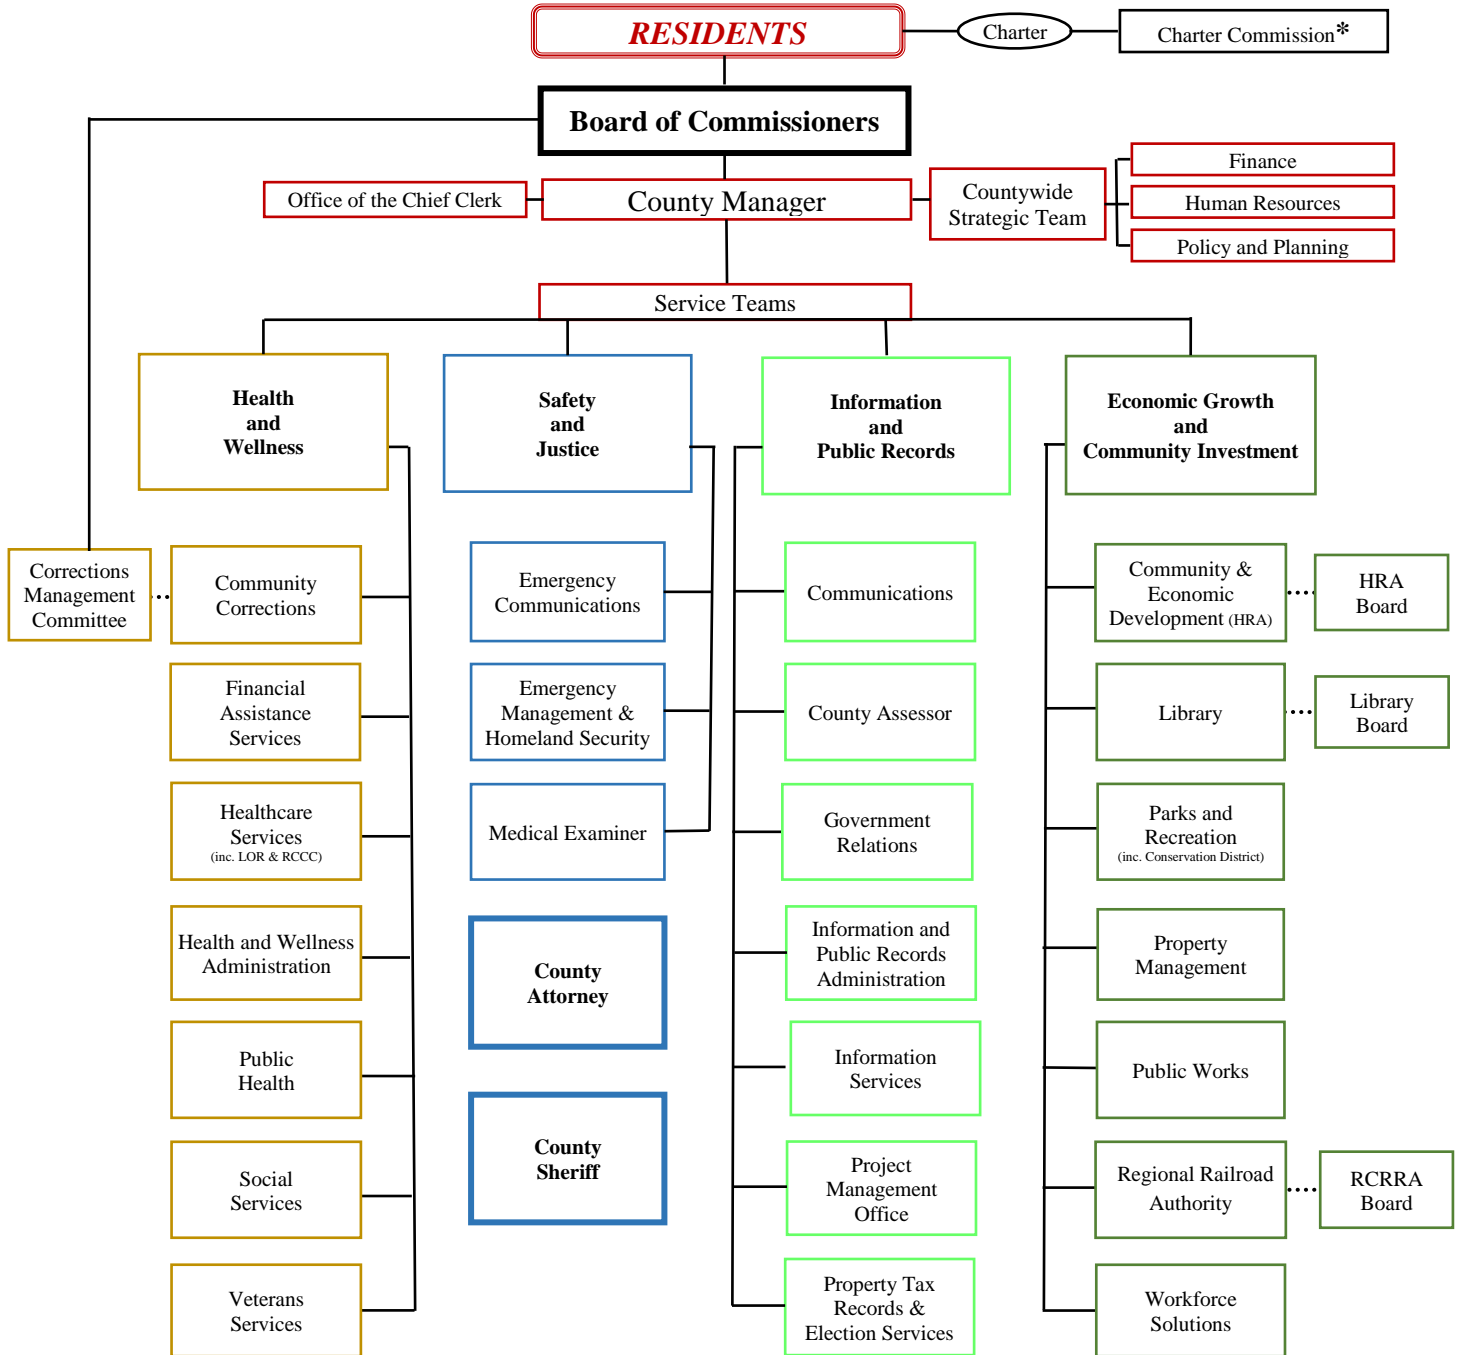 RESIDENTS
Charter
Charter Commission*
Board of Commissioners
Office of the Chief Clerk
County Manager
Countywide
Strategic Team
Finance
Human Resources
Policy and Planning
Service Teams
Health
and
Wellness
Safety
and
Justice
Information
and
Public Records
Economic Growth
and
Community Investment
Corrections
Management
Committee
Community
Corrections
Financial
Assistance
Services
Healthcare
Services
(inc. LOR & RCCC)
Health and Wellness
Administration
Public
Health
Social
Services
Veterans
Services
Emergency
Communications
Emergency
Management &
Homeland Security
Medical Examiner
County
Attorney
County
Sheriff
Communications
County Assessor
Government
Relations
Information and
Public Records
Administration
Information
Services
Project
Management
Office
Property Tax
Records &
Election Services
Community &
Economic
Development (HRA)
HRA
Board
Library
Library
Board
Parks and
Recreation
(inc. Conservation District)
Property
Management
Public Works
Regional Railroad
Authority
RCRRA
Board
Workforce
Solutions